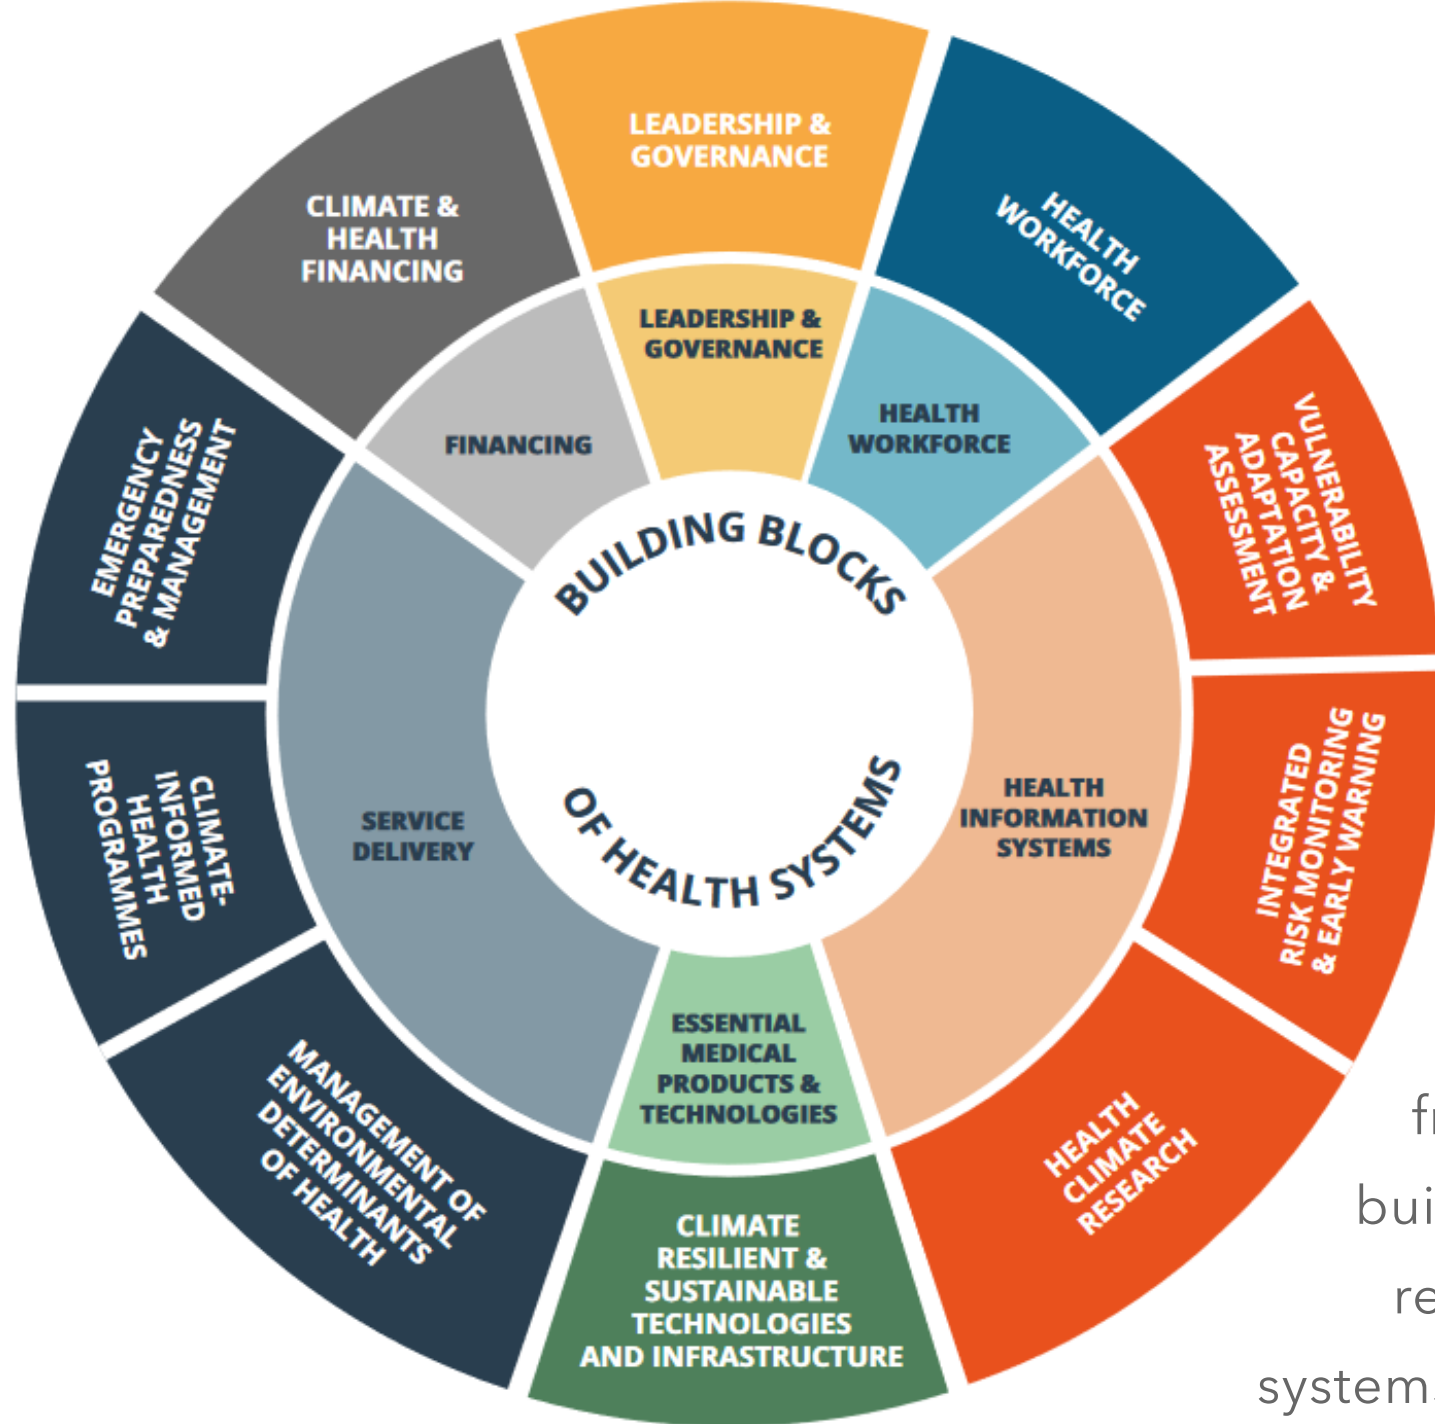 LEADERSHIP &
GOVERNANCE
HEALTH
WORKFORCE
VULNERABILITY
CAPACITY &
ADAPTATION
ASSESSMENT
INTEGRATED
RISK MONITORING
& EARLY WARNING
HEALTH
CLIMATE
RESEARCH
CLIMATE
RESILIENT &
SUSTAINABLE
TECHNOLOGIES
AND INFRASTRUCTURE
MANAGEMENT OF
ENVIRONMENTAL
DETERMINANTS
OF HEALTH
CLIMATE-
INFORMED
HEALTH
PROGRAMMES
EMERGENCY
PREPAREDNESS
& MANAGEMENT
CLIMATE &
HEALTH
FINANCING
LEADERSHIP &
GOVERNANCE
HEALTH
WORKFORCE
HEALTH
INFORMATION
SYSTEMS
ESSENTIAL
MEDICAL
PRODUCTS &
TECHNOLOGIES
SERVICE
DELIVERY
FINANCING
BUILDING BLOCKS
OF HEALTH SYSTEMS
bui
re
system